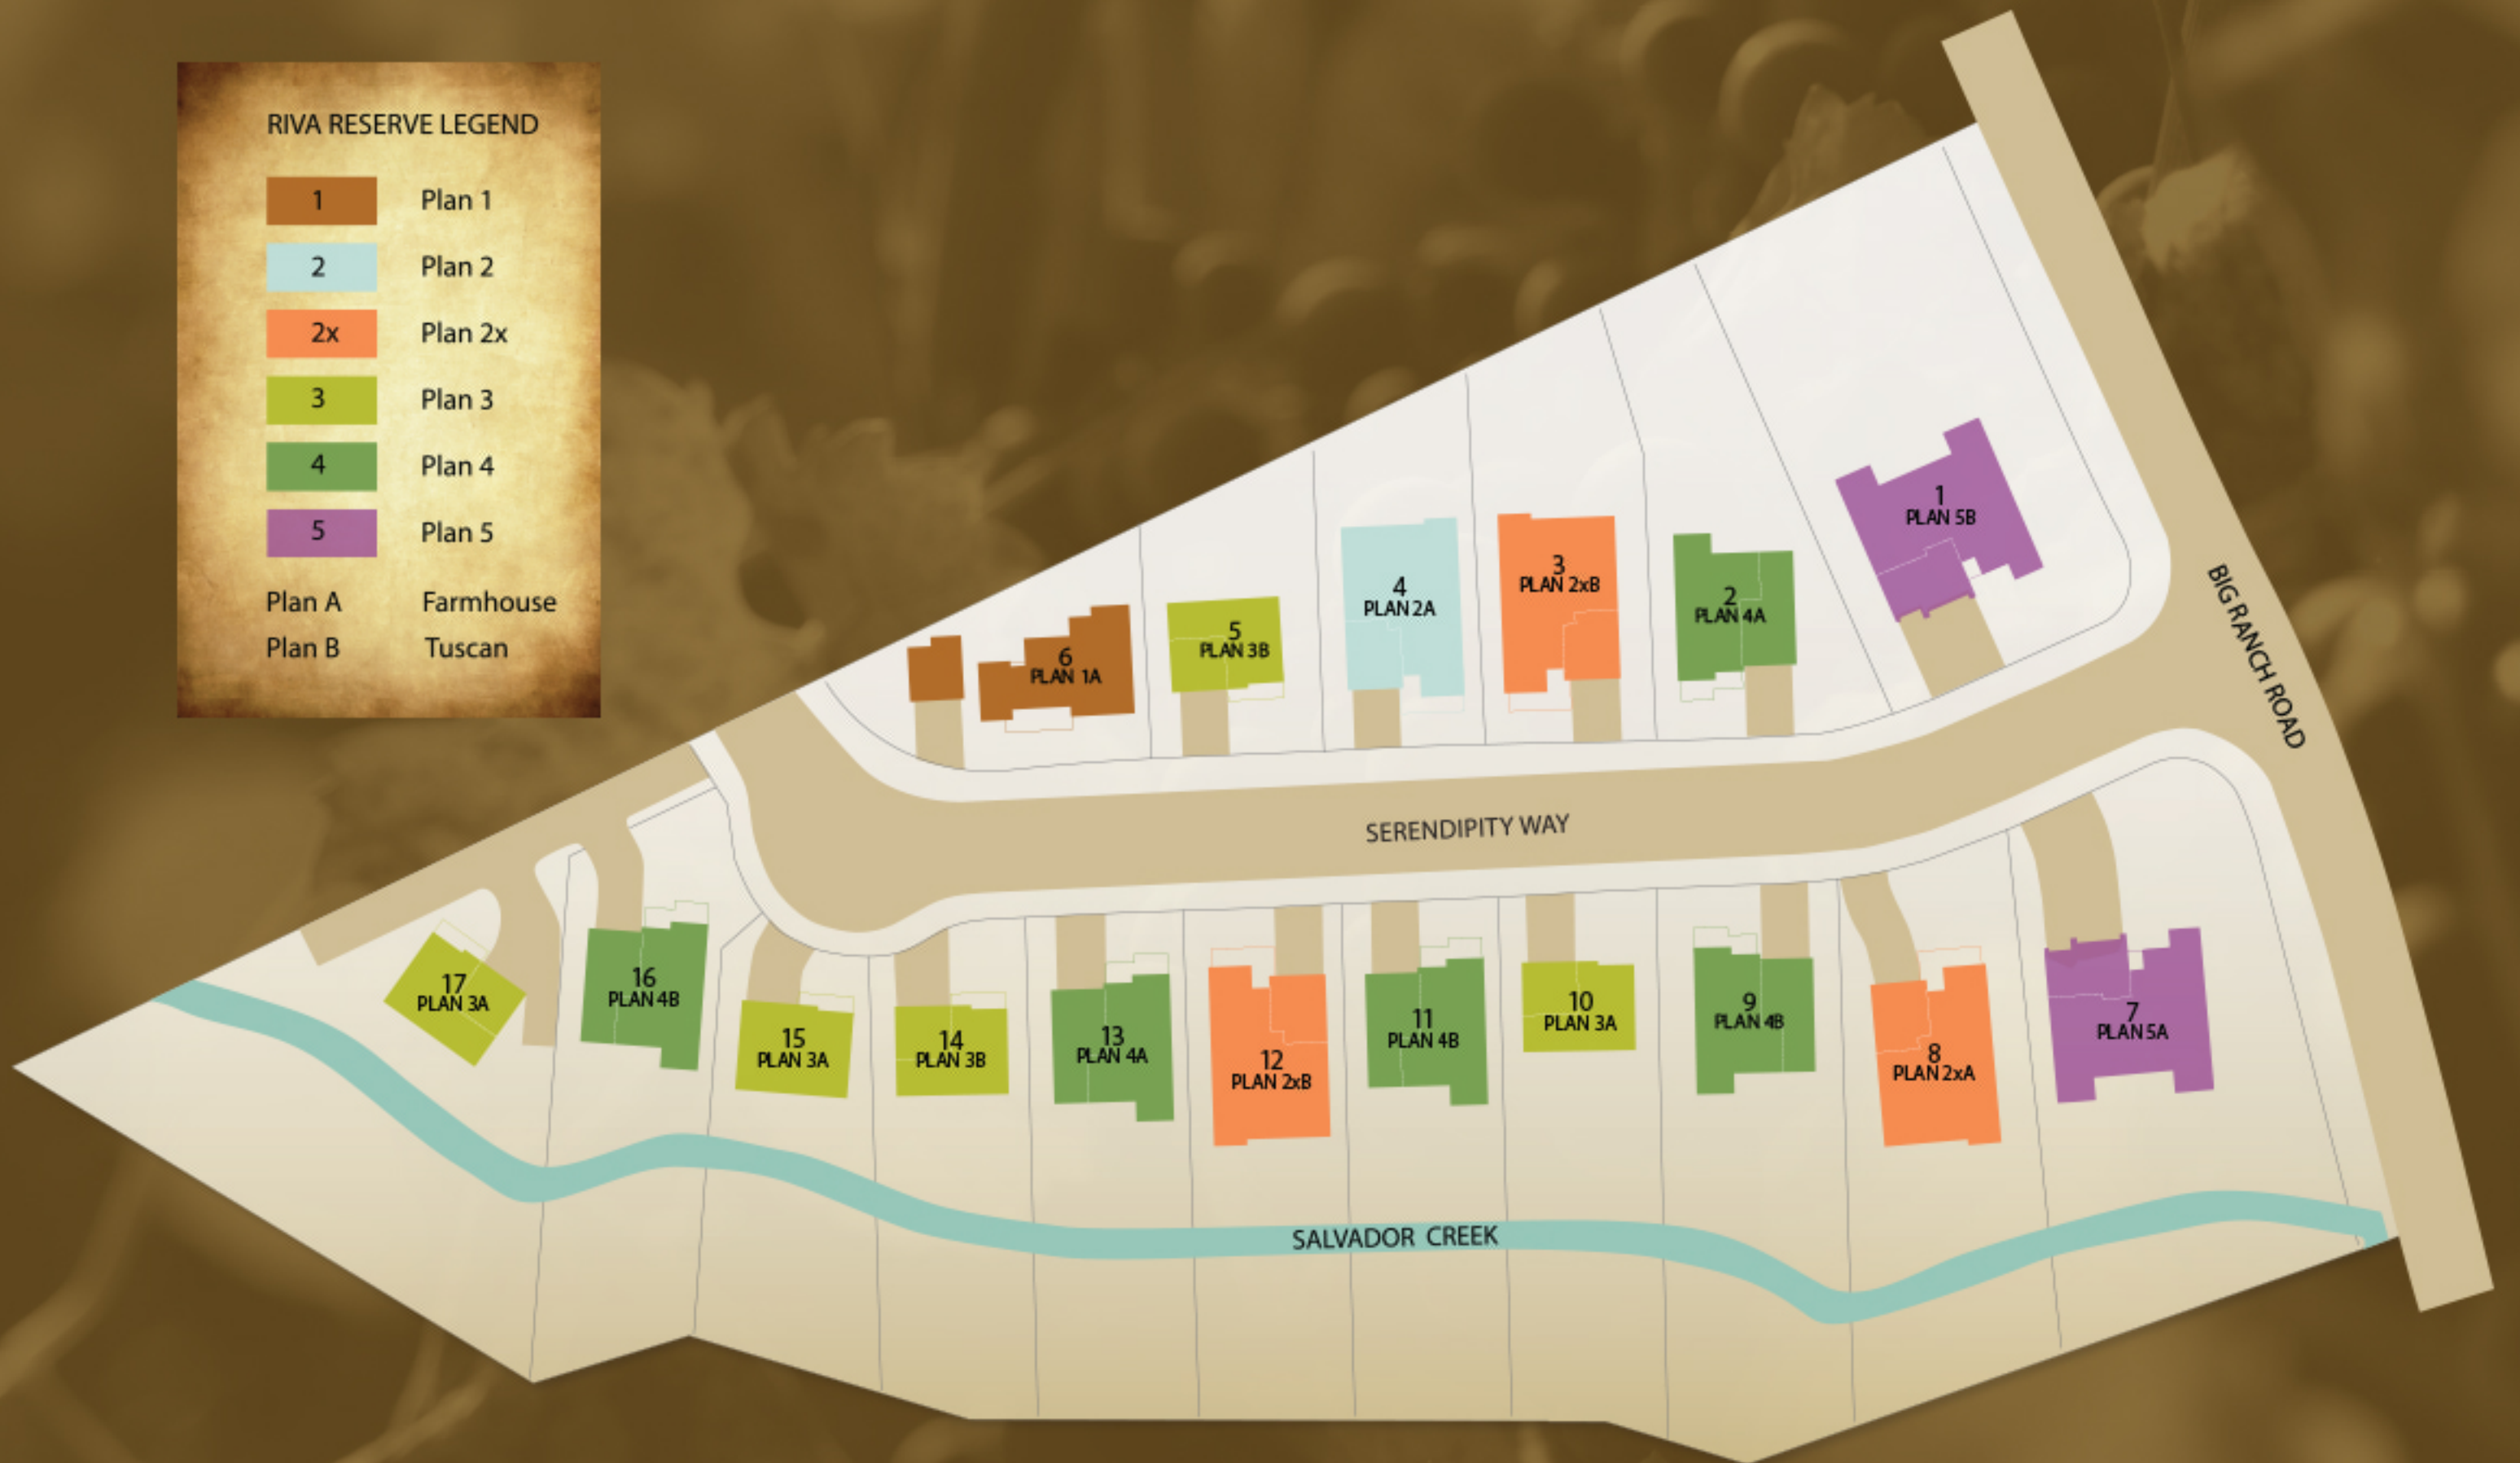 RIVA RESERVE LEGEND
1 Plan 1
2 Plan 2
2x Plan 2x
3 Plan 3
4 Plan 4
5 Plan 5
Plan A Farmhouse
Plan B Tuscan
6
PLAN 1A
5
PLAN 3B
4
PLAN 2A
3
PLAN 2xB
2
PLAN 4A
1
PLAN 5B
BIG RANCH ROAD
SERENDIPITY WAY
17
PLAN 3A
16
PLAN 4B
15
PLAN 3A
14
PLAN 3B
13
PLAN 4A
12
PLAN 2xB
11
PLAN 4B
10
PLAN 3A
9
PLAN 4B
8
PLAN 2xA
7
PLAN 5A
SALVADOR CREEK